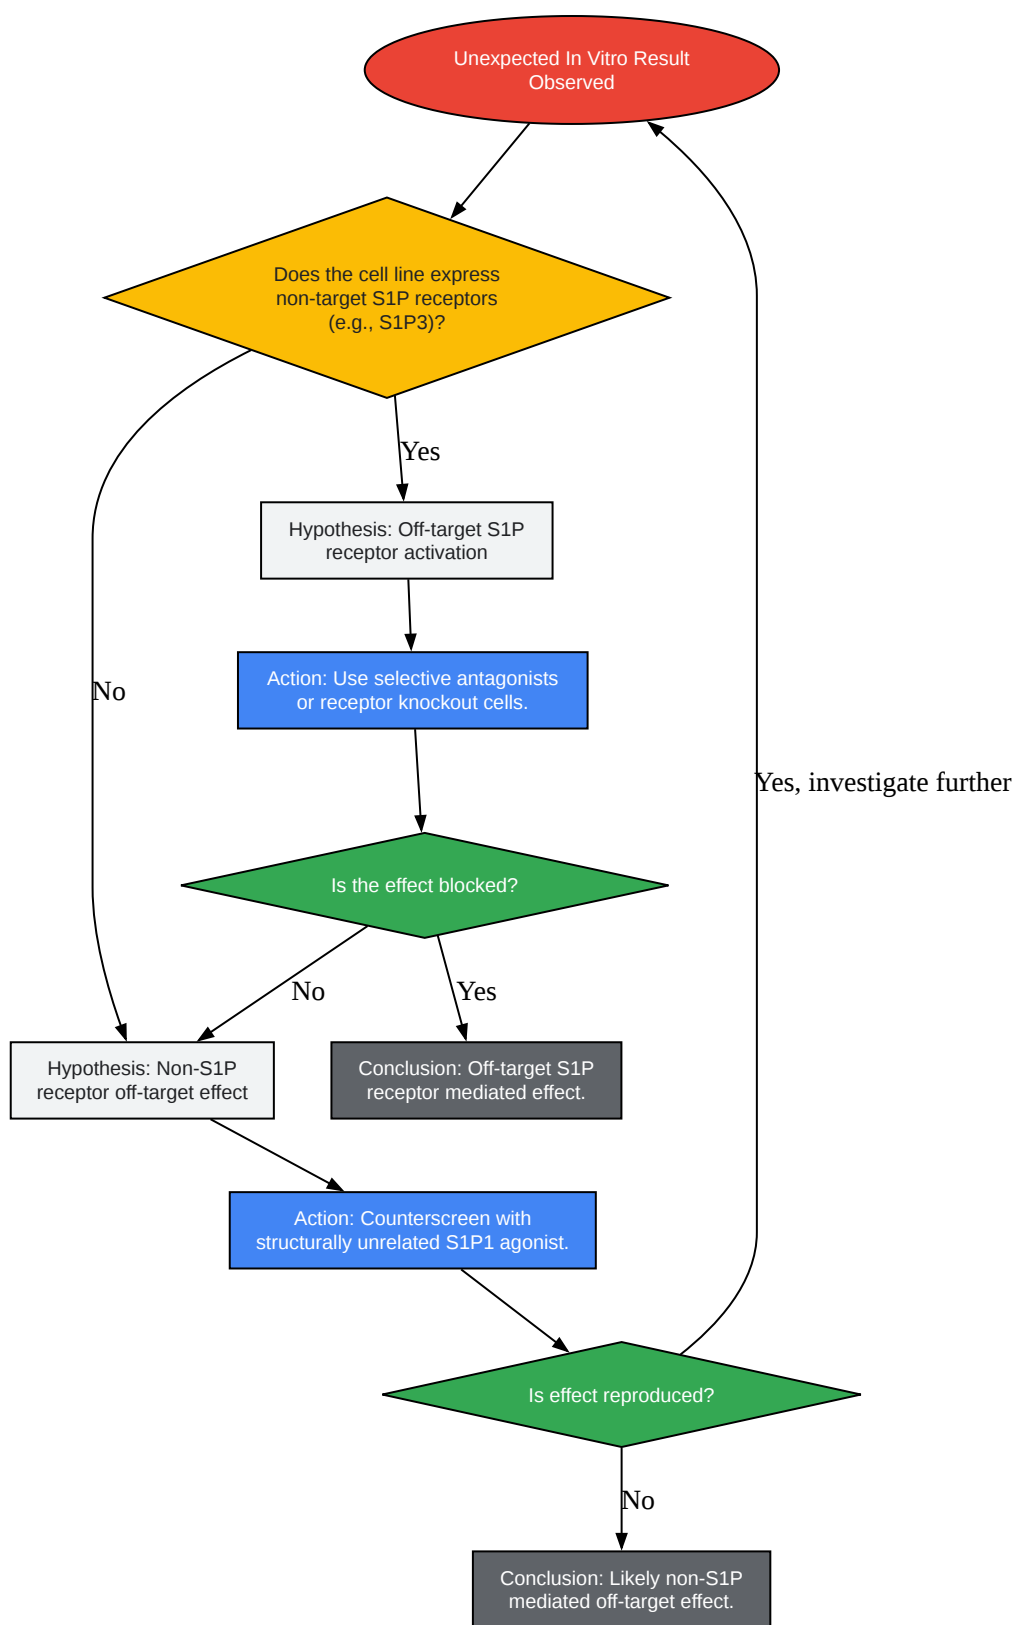 Unexpected In Vitro Result
Observed
Does the cell line express
non-target S1P receptors
(e.g., S1P3)?
Yes
Hypothesis: Off-target S1P
receptor activation
Action: Use selective antagonists
or receptor knockout cells.
No
Yes, investigate further
Is the effect blocked?
No
Yes
Hypothesis: Non-S1P
receptor off-target effect
Conclusion: Off-target S1P
receptor mediated effect.
Action: Counterscreen with
structurally unrelated S1P1 agonist.
Is effect reproduced?
No
Conclusion: Likely non-S1P
mediated off-target effect.